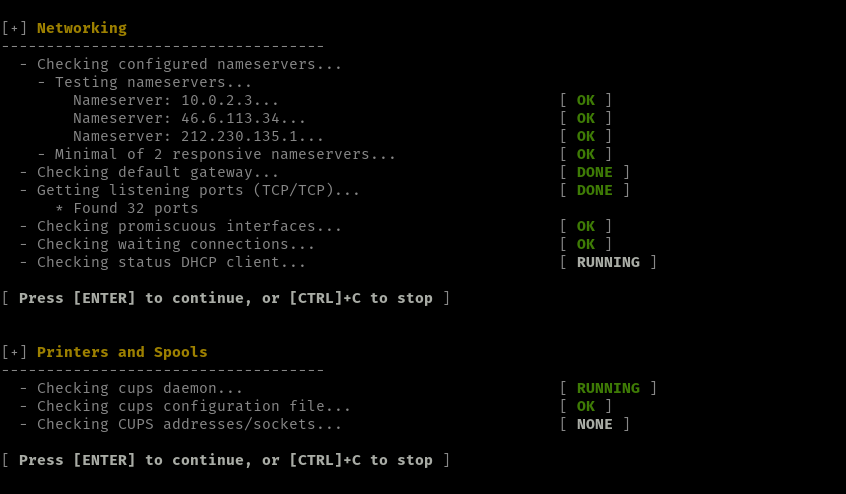 [+] Networking
------------------------------------
  - Checking configured nameservers...
    - Testing nameservers...
        Nameserver: 10.0.2.3...                               [ OK ]
        Nameserver: 46.6.113.34...                            [ OK ]
        Nameserver: 212.230.135.1...                          [ OK ]
    - Minimal of 2 responsive nameservers...                  [ OK ]
  - Checking default gateway...                               [ DONE ]
  - Getting listening ports (TCP/TCP)...                      [ DONE ]
      * Found 32 ports
  - Checking promiscuous interfaces...                        [ OK ]
  - Checking waiting connections...                           [ OK ]
  - Checking status DHCP client...                            [ RUNNING ]
[ Press [ENTER] to continue, or [CTRL]+C to stop ]
[+] Printers and Spools
------------------------------------
  - Checking cups daemon...                                   [ RUNNING ]
  - Checking cups configuration file...                       [ OK ]
  - Checking CUPS addresses/sockets...                        [ NONE ]
[ Press [ENTER] to continue, or [CTRL]+C to stop ]